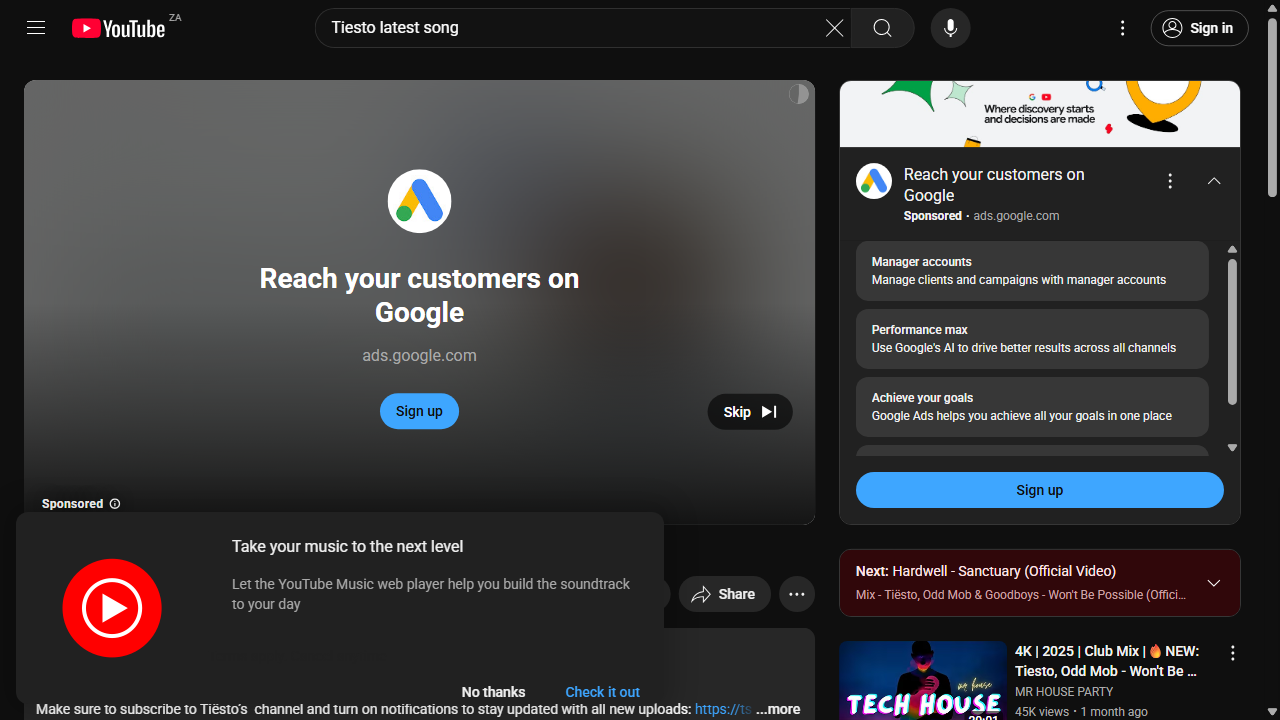 YouTube ZA
Tiesto latest song
Sign in
Reach your customers on
Google
ads.google.com
Sign up
Skip
Sponsored
Where discovery starts
and decisions are made
Reach your customers on
Google
Sponsored · ads.google.com
Manager accounts
Manage clients and campaigns with manager accounts
Performance max
Use Google's AI to drive better results across all channels
Achieve your goals
Google Ads helps you achieve all your goals in one place
Sign up
Take your music to the next level
Let the YouTube Music web player help you build the soundtrack
to your day
No thanks
Check it out
Share
Make sure to subscribe to Tiësto's channel and turn on notifications to stay updated with all new uploads: https://ts ...more
Next: Hardwell - Sanctuary (Official Video)
Mix - Tiësto, Odd Mob & Goodboys - Won't Be Possible (Offici...
mr house
TECH HOUSE
4K | 2025 | Club Mix | 🔥 NEW:
Tiesto, Odd Mob - Won't Be ...
MR HOUSE PARTY
45K views · 1 month ago